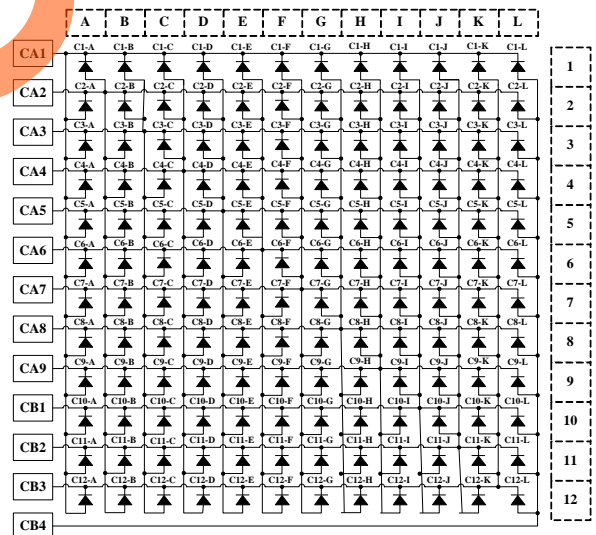 A B C D E F G H I J K L
CA1 C1-A C1-B C1-C C1-D C1-E C1-F C1-G C1-H C1-I C1-J C1-K C1-L
1
CA2 C2-A C2-B C2-C C2-D C2-E C2-F C2-G C2-H C2-I C2-J C2-K C2-L
2
CA3 C3-A C3-B C3-C C3-D C3-E C3-F C3-G C3-H C3-I C3-J C3-K C3-L
3
CA4 C4-A C4-B C4-C C4-D C4-E C4-F C4-G C4-H C4-I C4-J C4-K C4-L
4
CA5 C5-A C5-B C5-C C5-D C5-E C5-F C5-G C5-H C5-I C5-J C5-K C5-L
5
CA6 C6-A C6-B C6-C C6-D C6-E C6-F C6-G C6-H C6-I C6-J C6-K C6-L
6
CA7 C7-A C7-B C7-C C7-D C7-E C7-F C7-G C7-H C7-I C7-J C7-K C7-L
7
CA8 C8-A C8-B C8-C C8-D C8-E C8-F C8-G C8-H C8-I C8-J C8-K C8-L
8
CA9 C9-A C9-B C9-C C9-D C9-E C9-F C9-G C9-H C9-I C9-J C9-K C9-L
9
CB1 C10-A C10-B C10-C C10-D C10-E C10-F C10-G C10-H C10-I C10-J C10-K C10-L
10
CB2 C11-A C11-B C11-C C11-D C11-E C11-F C11-G C11-H C11-I C11-J C11-K C11-L
11
CB3 C12-A C12-B C12-C C12-D C12-E C12-F C12-G C12-H C12-I C12-J C12-K C12-L
12
CB4